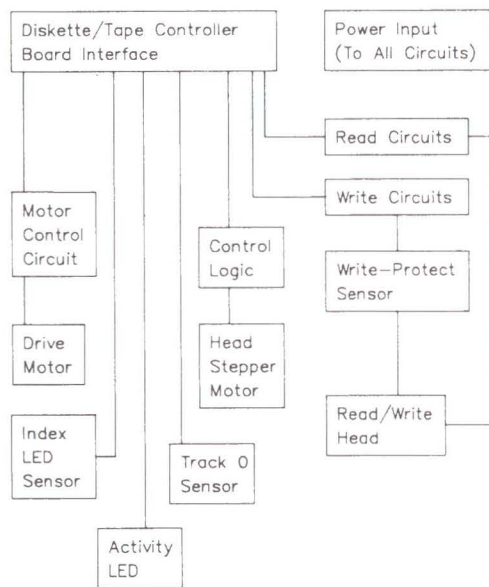 Diskette/Tape Controller
Board Interface
Power Input
(To All Circuits)
Read Circuits
Write Circuits
Motor
Control
Circuit
Control
Logic
Write-Protect
Sensor
Drive
Motor
Head
Stepper
Motor
Read/Write
Head
Index
LED
Sensor
Track 0
Sensor
Activity
LED